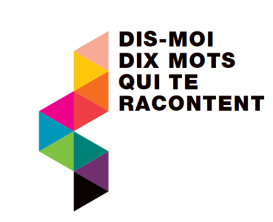 DIS-MOI
DIX MOTS
QUI TE
RACONTENT